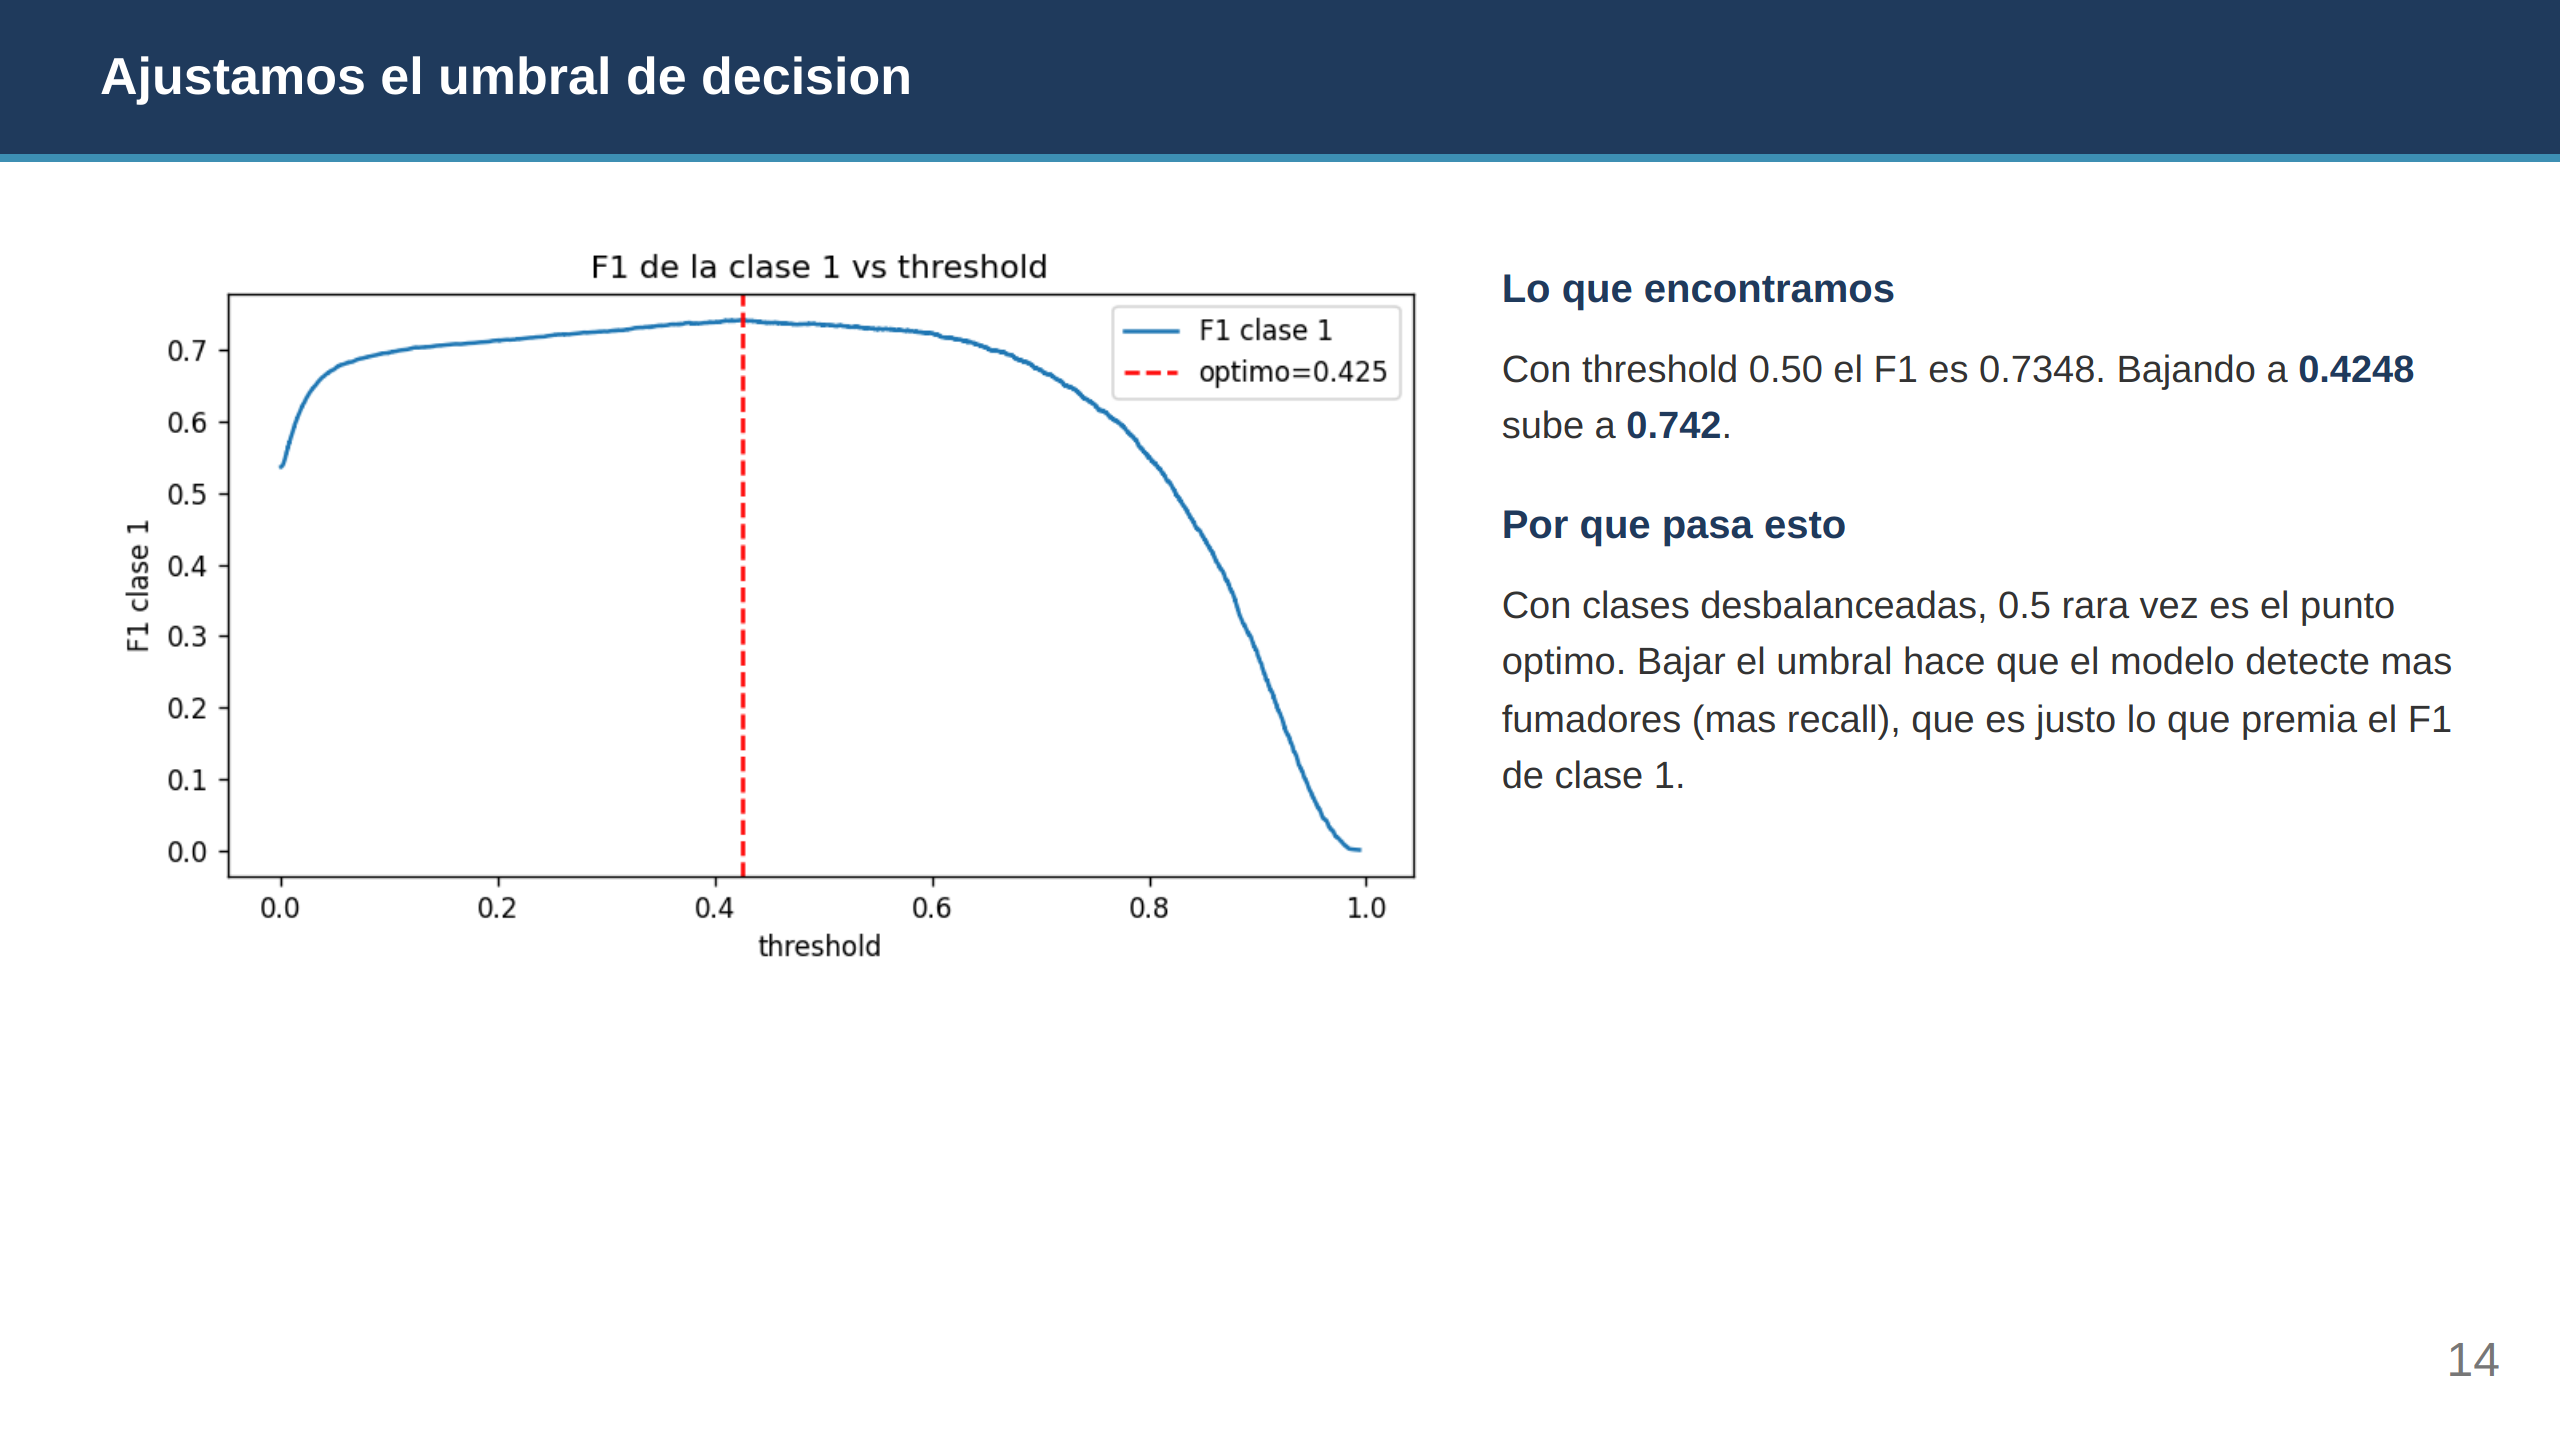 Ajustamos el umbral de decision
F1 de la clase 1 vs threshold
F1 clase 1
optimo=0.425
F1 clase 1
0.7
0.6
0.5
0.4
0.3
0.2
0.1
0.0
0.0 0.2 0.4 0.6 0.8 1.0
threshold
Lo que encontramos
Con threshold 0.50 el F1 es 0.7348. Bajando a 0.4248
sube a 0.742.
Por que pasa esto
Con clases desbalanceadas, 0.5 rara vez es el punto
optimo. Bajar el umbral hace que el modelo detecte mas
fumadores (mas recall), que es justo lo que premia el F1
de clase 1.
14